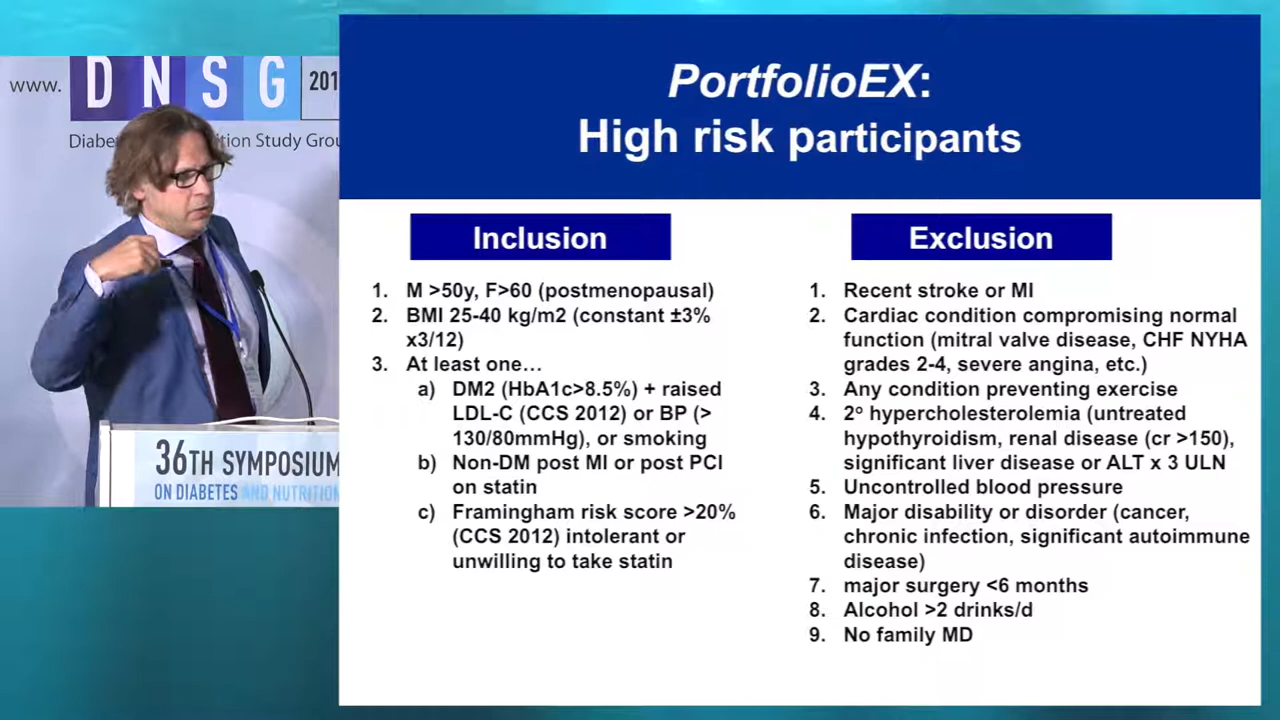 www.
DNSG
201
Diabe
ition Study Grou
36TH SYMPOSIUM
ON DIABETES AND NUTRITION
PortfolioEX:
High risk participants
Inclusion
1. M >50y, F>60 (postmenopausal)
2. BMI 25-40 kg/m2 (constant ±3%
x3/12)
3. At least one…
a) DM2 (HbA1c>8.5%) + raised
LDL-C (CCS 2012) or BP (>
130/80mmHg), or smoking
b) Non-DM post MI or post PCI
on statin
c) Framingham risk score >20%
(CCS 2012) intolerant or
unwilling to take statin
Exclusion
1. Recent stroke or MI
2. Cardiac condition compromising normal
function (mitral valve disease, CHF NYHA
grades 2-4, severe angina, etc.)
3. Any condition preventing exercise
4. 2º hypercholesterolemia (untreated
hypothyroidism, renal disease (cr >150),
significant liver disease or ALT x 3 ULN
5. Uncontrolled blood pressure
6. Major disability or disorder (cancer,
chronic infection, significant autoimmune
disease)
7. major surgery <6 months
8. Alcohol >2 drinks/d
9. No family MD